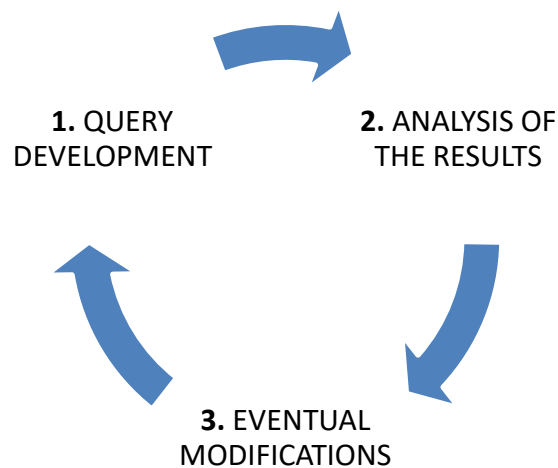 1. QUERY
DEVELOPMENT
2. ANALYSIS OF
THE RESULTS
3. EVENTUAL
MODIFICATIONS